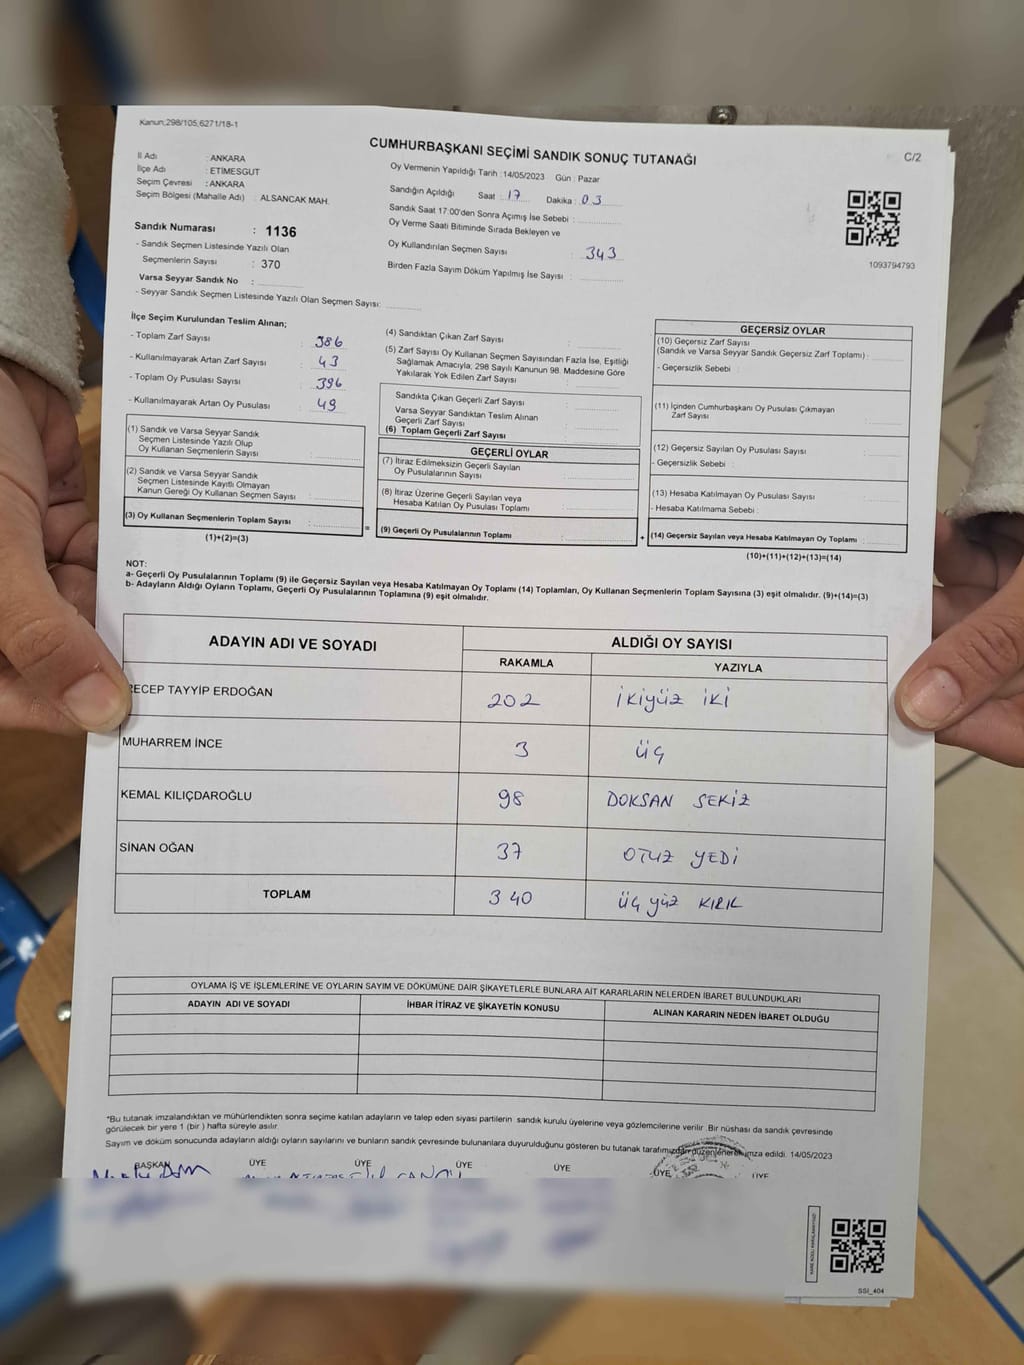 Kanun;298/105,6271/18-1
CUMHURBAŞKANI SEÇİMİ SANDIK SONUÇ TUTANAĞI
C/2
İl Adı : ANKARA
İlçe Adı : ETİMESGUT
Seçim Çevresi : ANKARA
Seçim Bölgesi (Mahalle Adı) : ALSANCAK MAH.
Oy Vermenin Yapıldığı Tarih :14/05/2023 Gün : Pazar
Sandığın Açıldığı Saat : 17 Dakika : 03
Sandık Saat 17:00'den Sonra Açımış İse Sebebi :
Oy Verme Saati Bitiminde Sırada Bekleyen ve
Oy Kullandırılan Seçmen Sayısı : 343
Birden Fazla Sayım Döküm Yapılmış İse Sayısı :
1093794793
Sandık Numarası : 1136
- Sandık Seçmen Listesinde Yazılı Olan
Seçmenlerin Sayısı : 370
Varsa Seyyar Sandık No :
- Seyyar Sandık Seçmen Listesinde Yazılı Olan Seçmen Sayısı:
İlçe Seçim Kurulundan Teslim Alınan;
- Toplam Zarf Sayısı : 386
- Kullanılmayarak Artan Zarf Sayısı : 43
- Toplam Oy Pusulası Sayısı : 396
- Kullanılmayarak Artan Oy Pusulası : 49
(1) Sandık ve Varsa Seyyar Sandık
Seçmen Listesinde Yazılı Olup
Oy Kullanan Seçmenlerin Sayısı :
(2) Sandık ve Varsa Seyyar Sandık
Seçmen Listesinde Kayıtlı Olmayan
Kanun Gereği Oy Kullanan Seçmen Sayısı :
(3) Oy Kullanan Seçmenlerin Toplam Sayısı :
(1)+(2)=(3)
(4) Sandıktan Çıkan Zarf Sayısı :
(5) Zarf Sayısı Oy Kullanan Seçmen Sayısından Fazla İse, Eşitliği
Sağlamak Amacıyla; 298 Sayılı Kanunun 98. Maddesine Göre
Yakılarak Yok Edilen Zarf Sayısı :
Sandıkta Çıkan Geçerli Zarf Sayısı :
Varsa Seyyar Sandıktan Teslim Alınan
Geçerli Zarf Sayısı :
(6) Toplam Geçerli Zarf Sayısı :
GEÇERLİ OYLAR
(7) İtiraz Edilmeksizin Geçerli Sayılan
Oy Pusulalarının Sayısı :
(8) İtiraz Üzerine Geçerli Sayılan veya
Hesaba Katılan Oy Pusulası Toplamı :
= (9) Geçerli Oy Pusulalarının Toplamı :
GEÇERSİZ OYLAR
(10) Geçersiz Zarf Sayısı
(Sandık ve Varsa Seyyar Sandık Geçersiz Zarf Toplamı) :
- Geçersizlik Sebebi :
(11) İçinden Cumhurbaşkanı Oy Pusulası Çıkmayan
Zarf Sayısı :
(12) Geçersiz Sayılan Oy Pusulası Sayısı :
- Geçersizlik Sebebi :
(13) Hesaba Katılmayan Oy Pusulası Sayısı :
- Hesaba Katılmama Sebebi :
+ (14) Geçersiz Sayılan veya Hesaba Katılmayan Oy Toplamı :
(10)+(11)+(12)+(13)=(14)
NOT:
a- Geçerli Oy Pusulalarının Toplamı (9) ile Geçersiz Sayılan veya Hesaba Katılmayan Oy Toplamı (14) Toplamları, Oy Kullanan Seçmenlerin Toplam Sayısına (3) eşit olmalıdır. (9)+(14)=(3)
b- Adayların Aldığı Oyların Toplamı, Geçerli Oy Pusulalarının Toplamına (9) eşit olmalıdır.
ADAYIN ADI VE SOYADI
ALDIĞI OY SAYISI
RAKAMLA YAZIYLA
RECEP TAYYİP ERDOĞAN 202 İKİYÜZ İKİ
MUHARREM İNCE 3 ÜÇ
KEMAL KILIÇDAROĞLU 98 DOKSAN SEKİZ
SİNAN OĞAN 37 OTUZ YEDİ
TOPLAM 340 ÜÇ YÜZ KIRK
OYLAMA İŞ VE İŞLEMLERİNE VE OYLARIN SAYIM VE DÖKÜMÜNE DAİR ŞİKAYETLERLE BUNLARA AİT KARARLARIN NELERDEN İBARET BULUNDUKLARI
ADAYIN ADI VE SOYADI İHBAR İTİRAZ VE ŞİKAYETİN KONUSU ALINAN KARARIN NEDEN İBARET OLDUĞU
*Bu tutanak imzalandıktan ve mühürlendikten sonra seçime katılan adayların ve talep eden siyasi partilerin sandık kurulu üyelerine veya gözlemcilerine verilir .Bir nüshası da sandık çevresinde
görülecek bir yere 1 (bir ) hafta süreyle asılır.
Sayım ve döküm sonucunda adayların aldığı oyların sayılarını ve bunların sandık çevresinde bulunanlara duyurulduğunu gösteren bu tutanak tarafımızdan düzenlenerek imza edildi. 14/05/2023
BAŞKAN ÜYE ÜYE ÜYE ÜYE ÜYE ÜYE
SSI_404